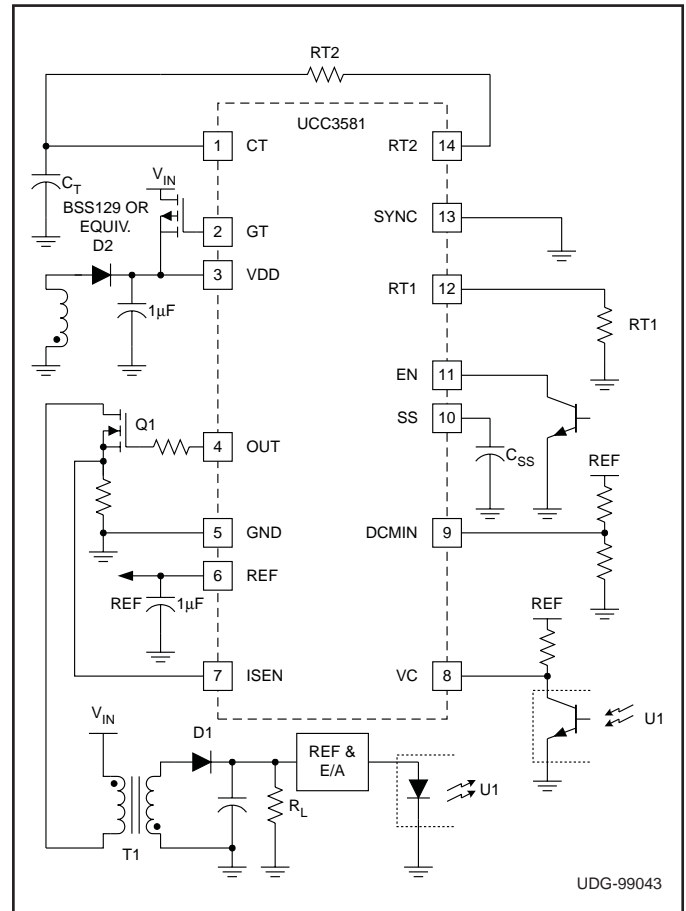 RT2
UCC3581
1 CT
RT2 14
C_T
V_IN
BSS129 OR
EQUIV.
D2
2 GT
SYNC 13
3 VDD
1µF
RT1 12
RT1
EN 11
SS 10
C_SS
Q1
4 OUT
REF
5 GND
DCMIN 9
6 REF
REF
1µF
REF
7 ISEN
VC 8
U1
V_IN
D1
REF &
E/A
U1
R_L
T1
UDG-99043